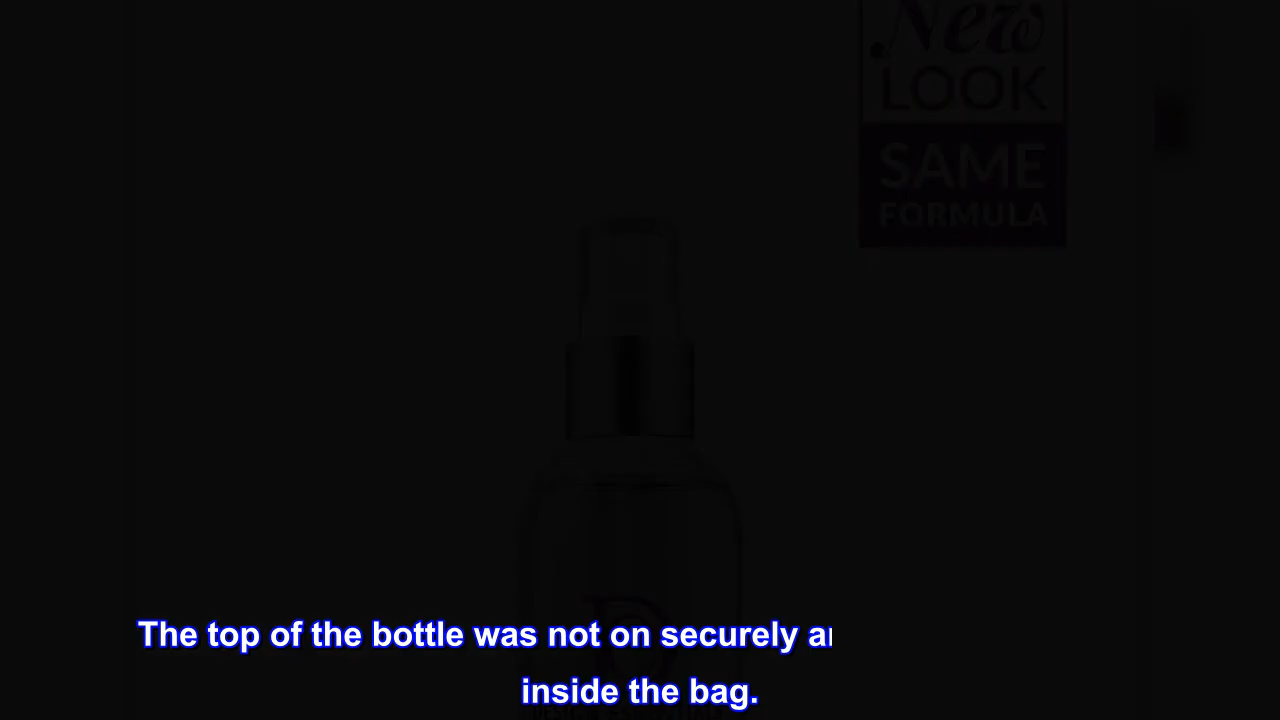 New
LOOK
SAME
FORMULA
The top of the bottle was not on securely
inside the bag.